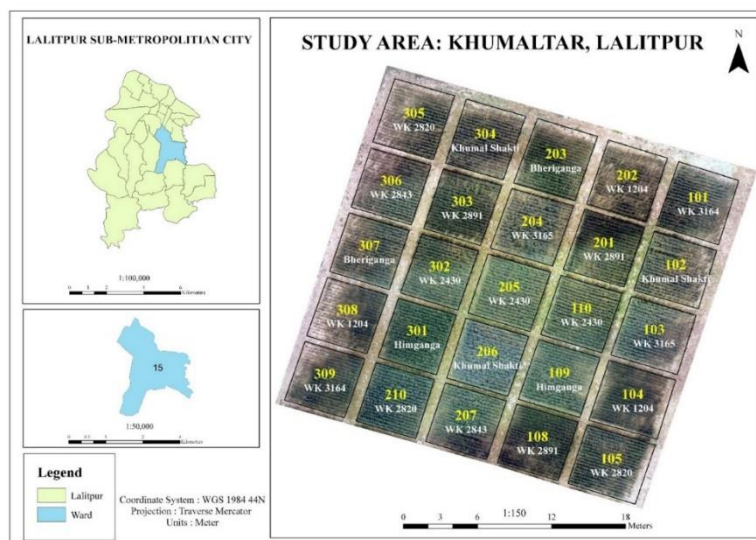 LALITPUR SUB-METROPOLITIAN CITY
1:100,000
15
1:50,000
Legend
Lalitpur
Ward
Coordinate System : WGS 1984 44N
Projection : Traverse Mercator
Units : Meter
STUDY AREA: KHUMALTAR, LALITPUR
N
305
WK 2820
304
Khumal Shakti
203
Bheriganga
202
WK 1204
101
WK 3164
306
WK 2843
303
WK 2891
204
WK 3165
201
WK 2891
102
Khumal Shakti
307
Bheriganga
302
WK 2430
205
WK 2430
110
WK 2430
103
WK 3165
308
WK 1204
301
Himganga
206
Khumal Shakti
109
Himganga
104
WK 1204
309
WK 3164
210
WK 2820
207
WK 2843
108
WK 2891
105
WK 2820
1:150
0 3 6 12 18
Meters